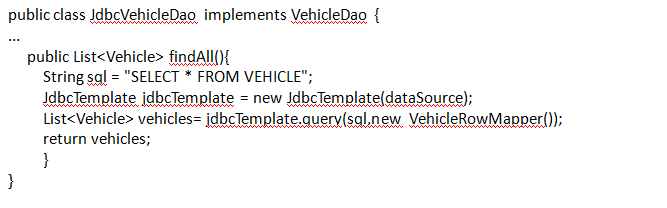 public class JdbcVehicleDao  implements VehicleDao {
...
public List<Vehicle> findAll(){
String sql = "SELECT * FROM VEHICLE";
JdbcTemplate jdbcTemplate = new JdbcTemplate(dataSource);
List<Vehicle> vehicles= jdbcTemplate.query(sql,new  VehicleRowMapper());
return vehicles;
}
}